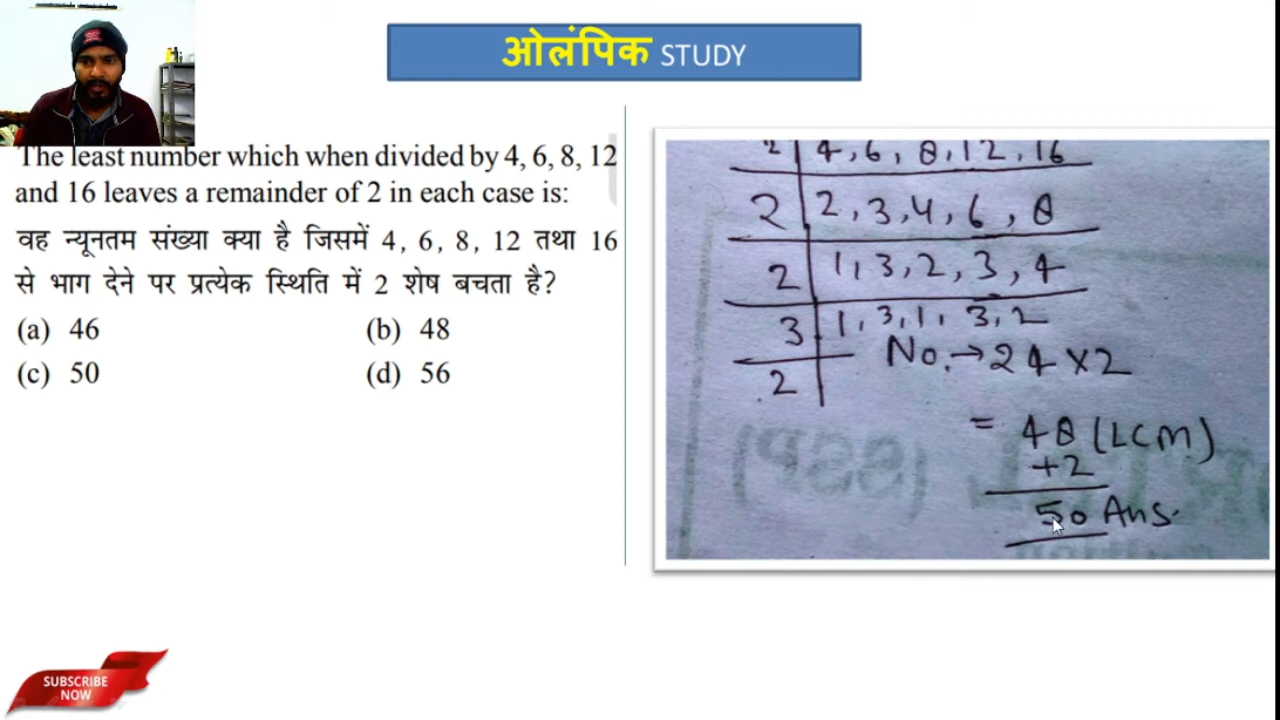 ओलंपिक STUDY
The least number which when divided by 4, 6, 8, 12
and 16 leaves a remainder of 2 in each case is:
वह न्यूनतम संख्या क्या है जिसमें 4, 6, 8, 12 तथा 16
से भाग देने पर प्रत्येक स्थिति में 2 शेष बचता है?
(a) 46 (b) 48
(c) 50 (d) 56
2 4, 6, 8, 12, 16
2 2, 3, 4, 6, 8
2 1, 3, 2, 3, 4
3 1, 3, 1, 3, 2
2 No. → 24 × 2
= 48 (LCM)
+2
50 Ans.
(SSP)
SUBSCRIBE
NOW